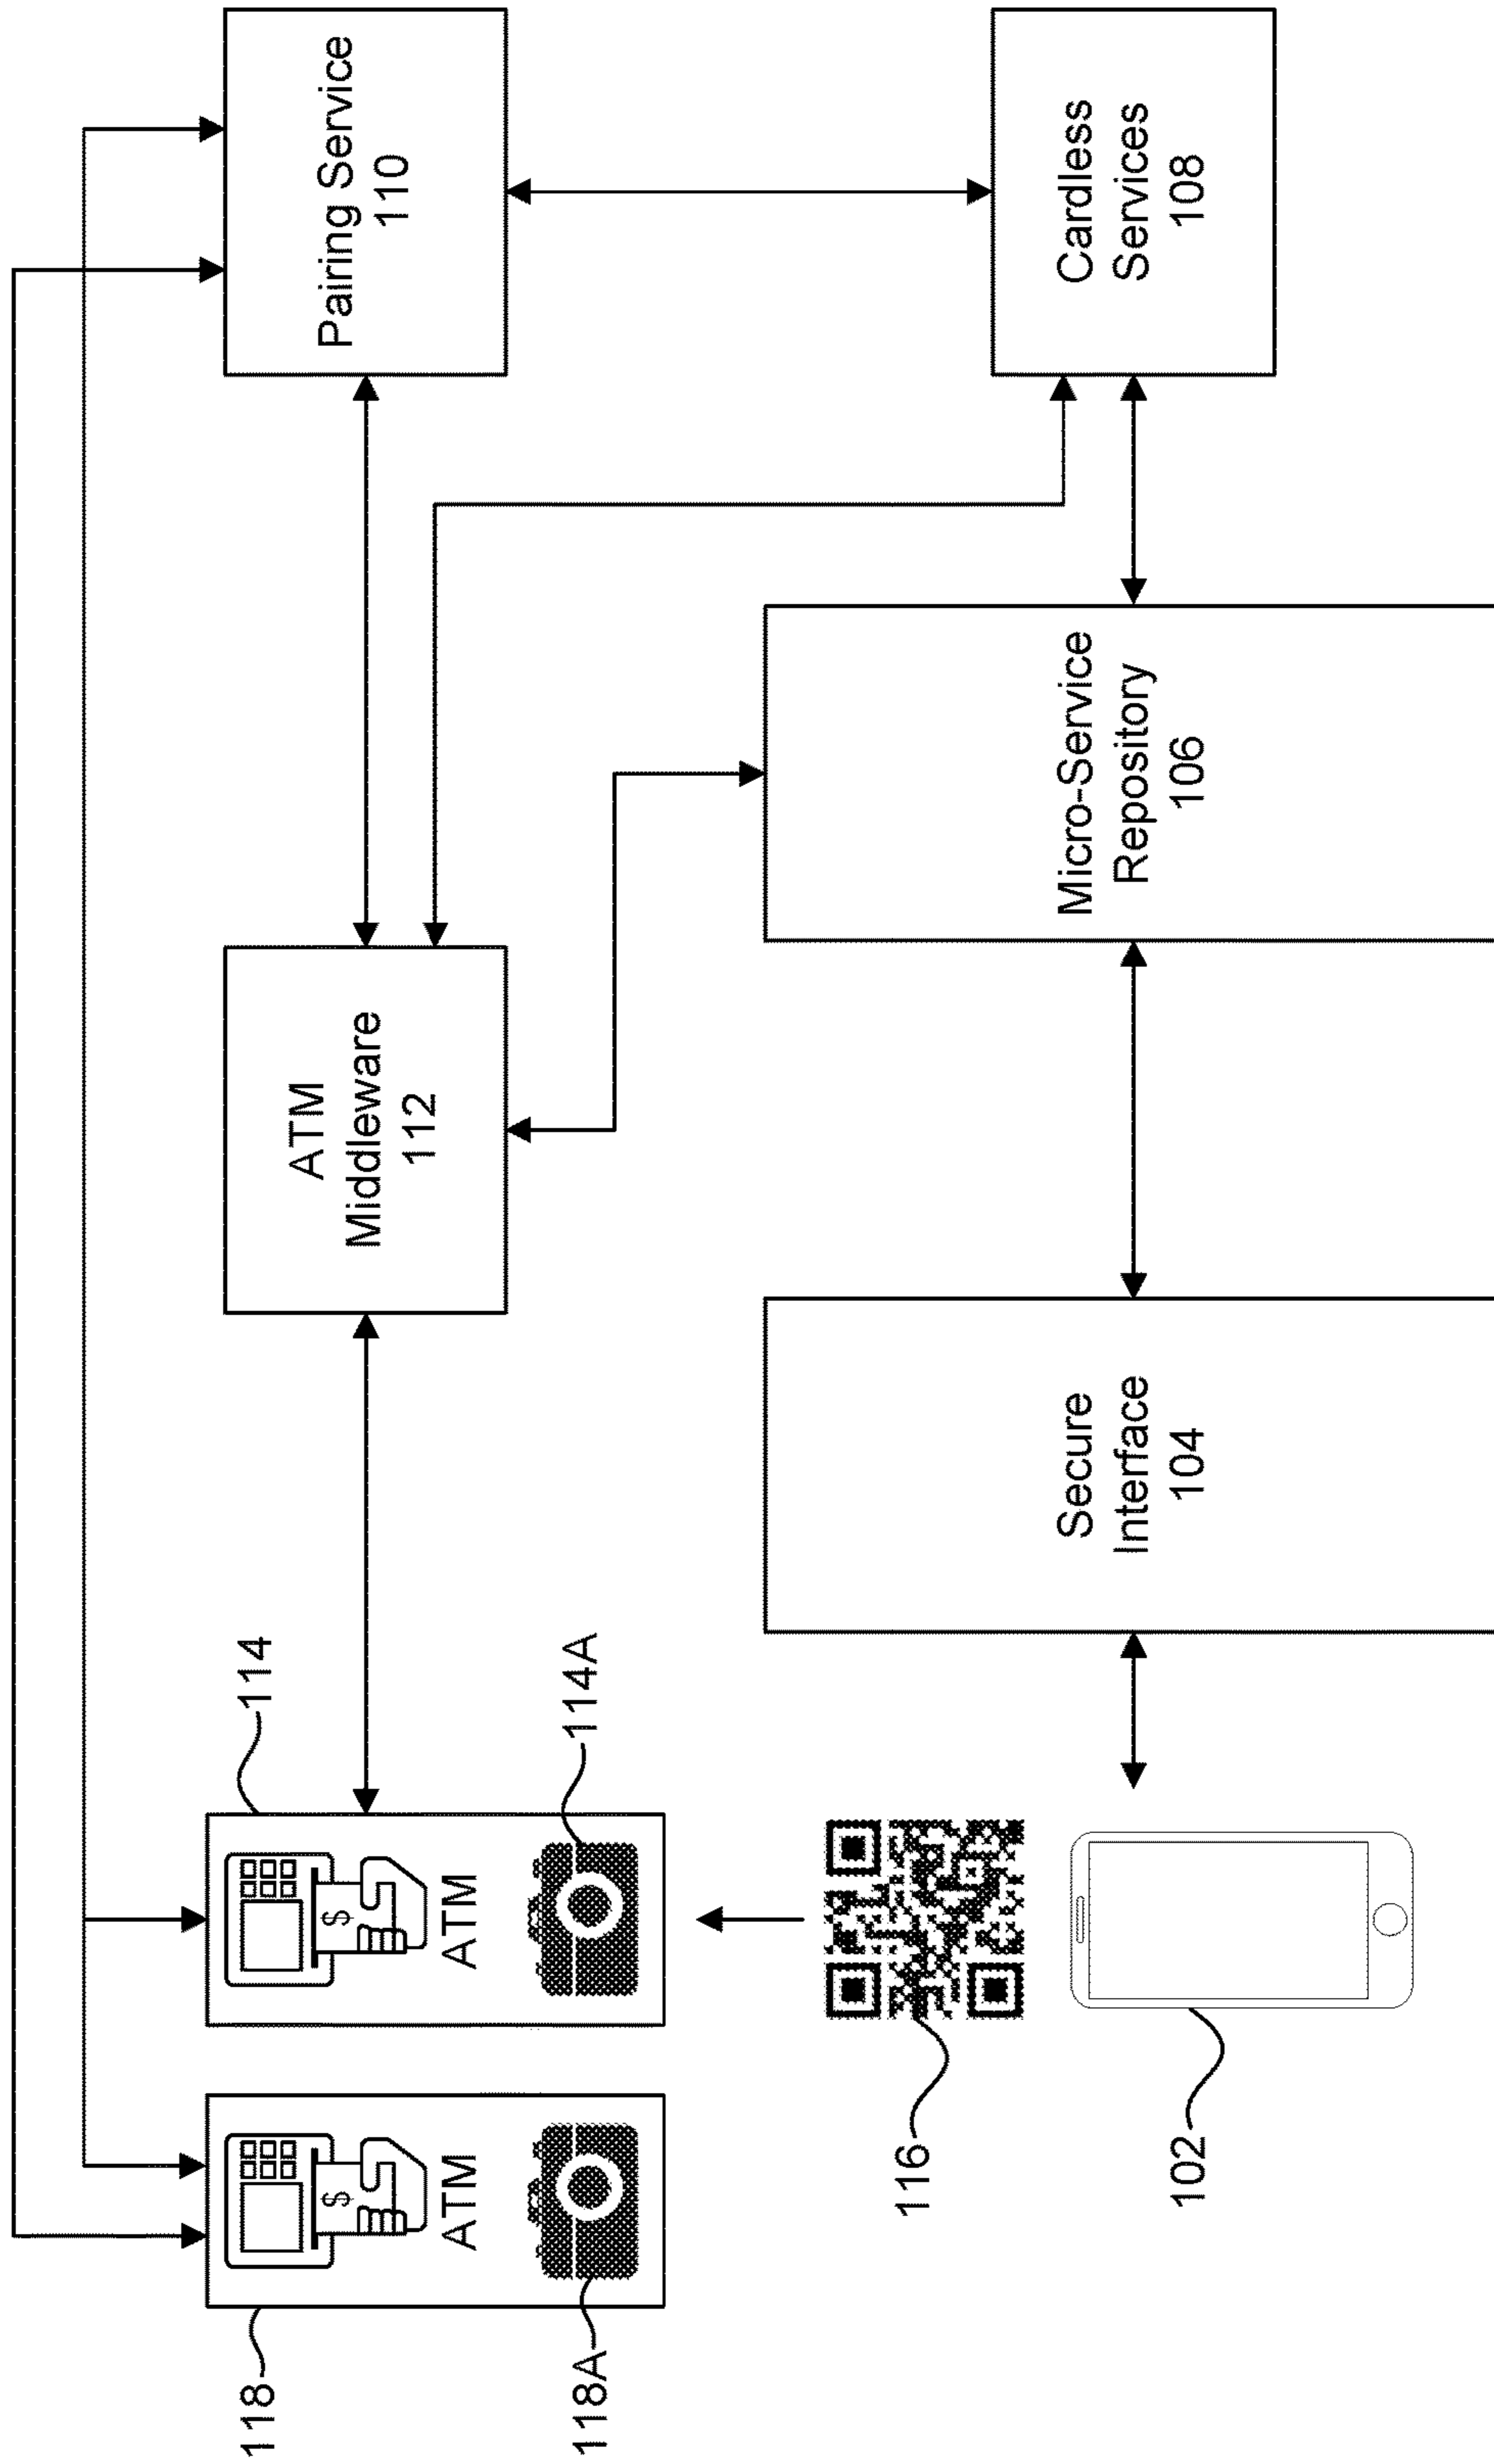 118
114
$
ATM
118A
$
ATM
114A
ATM
Middleware
112
Pairing Service
110
116
102
Secure
Interface
104
Micro-Service
Repository
106
Cardless
Services
108